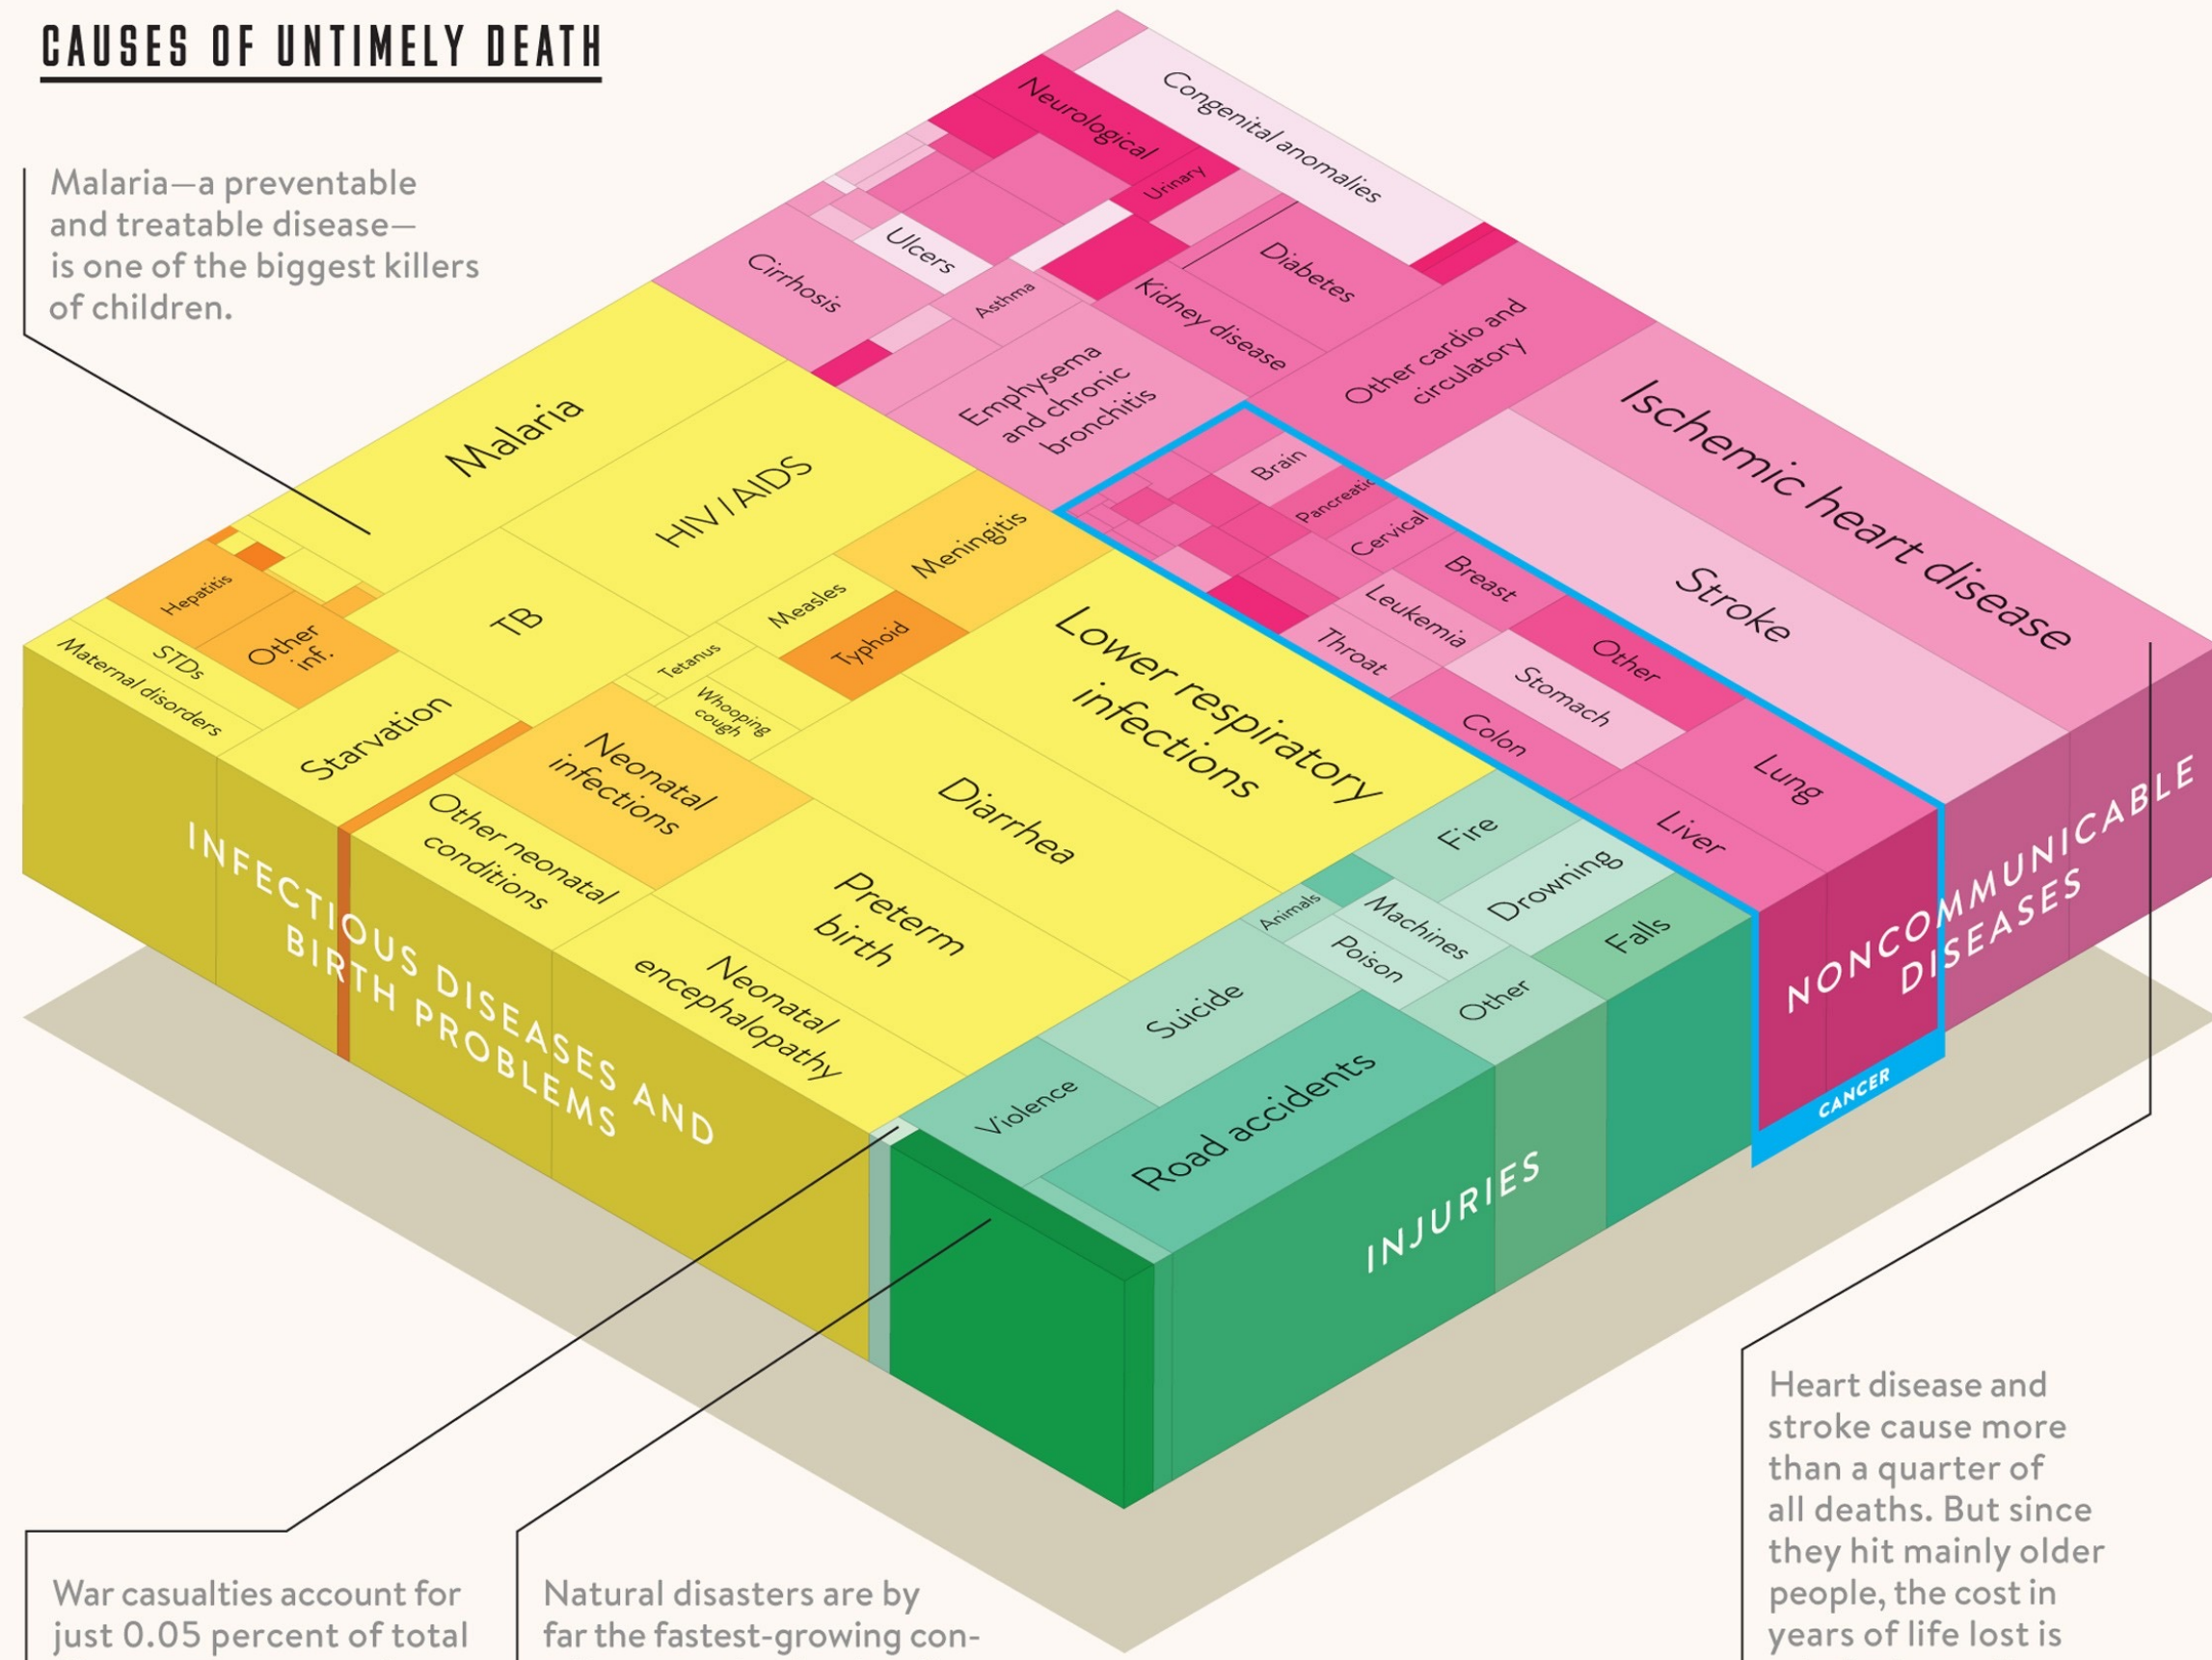 CAUSES OF UNTIMELY DEATH
Malaria—a preventable
and treatable disease—
is one of the biggest killers
of children.
Congenital anomalies
Neurological
Urinary
Ulcers
Cirrhosis
Asthma
Diabetes
Kidney disease
Emphysema
and chronic
bronchitis
Other cardio and
circulatory
Ischemic heart disease
Stroke
Brain
Pancreatic
Cervical
Breast
Leukemia
Throat
Other
Stomach
Colon
Lung
Liver
Malaria
HIV / AIDS
Meningitis
TB
Measles
Typhoid
Tetanus
Whooping
cough
Hepatitis
Other
inf.
STDs
Maternal disorders
Starvation
Lower respiratory
infections
Neonatal
infections
Diarrhea
Other neonatal
conditions
Preterm
birth
Neonatal
encephalopathy
Fire
Drowning
Animals
Machines
Poison
Falls
Other
Suicide
Violence
Road accidents
INFECTIOUS DISEASES AND
BIRTH PROBLEMS
INJURIES
NONCOMMUNICABLE
DISEASES
CANCER
War casualties account for
just 0.05 percent of total
Natural disasters are by
far the fastest-growing con-
Heart disease and
stroke cause more
than a quarter of
all deaths. But since
they hit mainly older
people, the cost in
years of life lost is